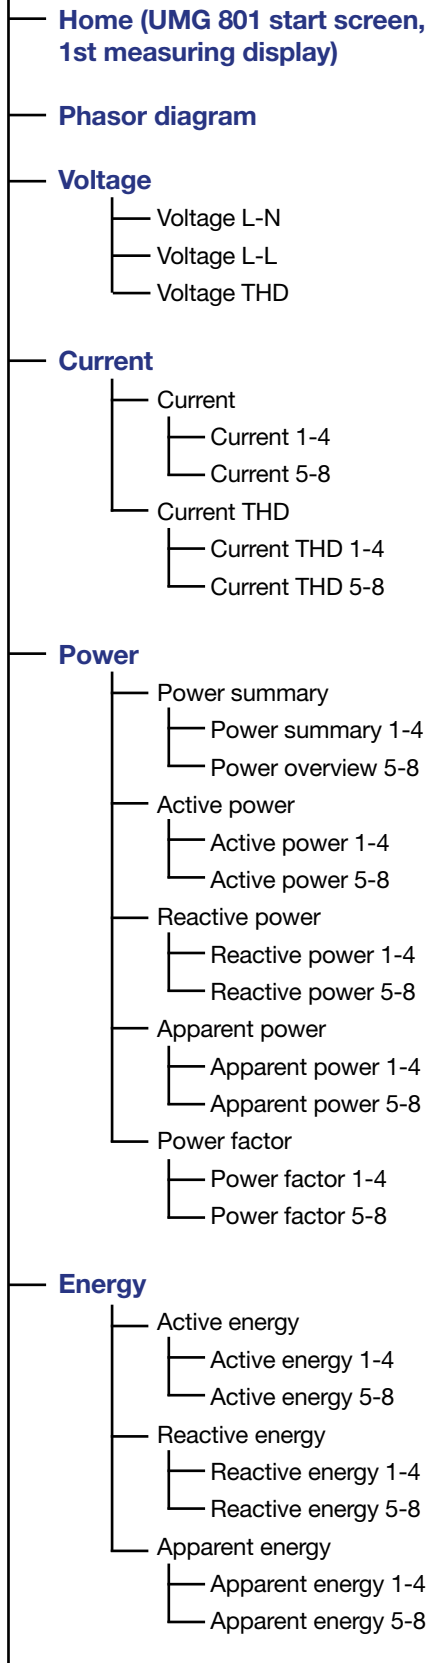 Home (UMG 801 start screen,
1st measuring display)
Phasor diagram
Voltage
Voltage L-N
Voltage L-L
Voltage THD
Current
Current
Current 1-4
Current 5-8
Current THD
Current THD 1-4
Current THD 5-8
Power
Power summary
Power summary 1-4
Power overview 5-8
Active power
Active power 1-4
Active power 5-8
Reactive power
Reactive power 1-4
Reactive power 5-8
Apparent power
Apparent power 1-4
Apparent power 5-8
Power factor
Power factor 1-4
Power factor 5-8
Energy
Active energy
Active energy 1-4
Active energy 5-8
Reactive energy
Reactive energy 1-4
Reactive energy 5-8
Apparent energy
Apparent energy 1-4
Apparent energy 5-8